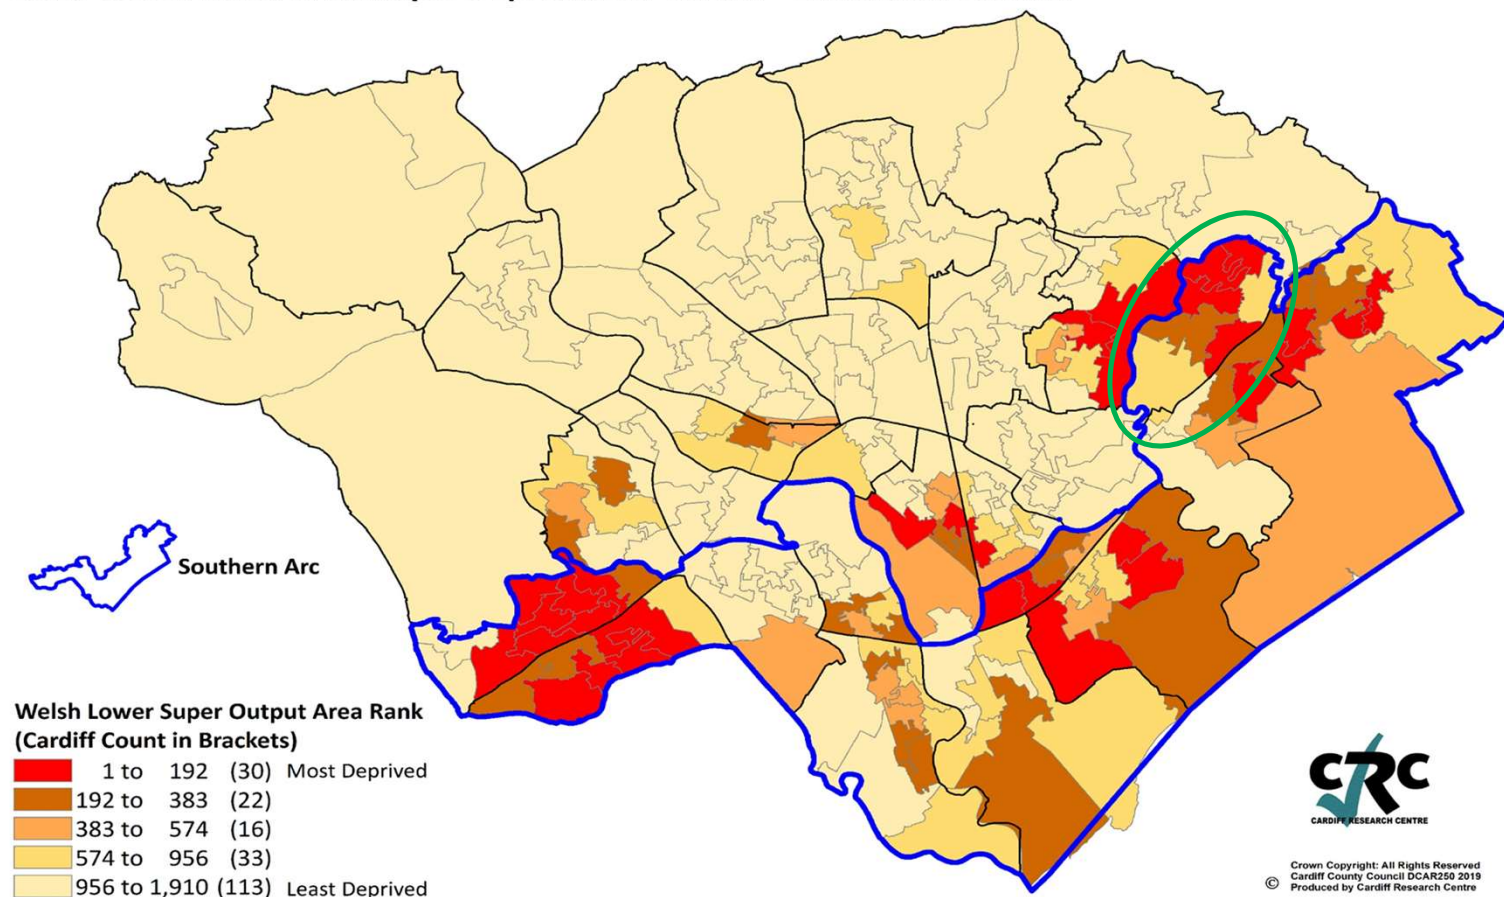 Southern Arc
Welsh Lower Super Output Area Rank
(Cardiff Count in Brackets)
1 to 192 (30) Most Deprived
192 to 383 (22)
383 to 574 (16)
574 to 956 (33)
956 to 1,910 (113) Least Deprived
CRC
CARDIFF RESEARCH CENTRE
Crown Copyright: All Rights Reserved
Cardiff County Council DCAR250 2019
© Produced by Cardiff Research Centre